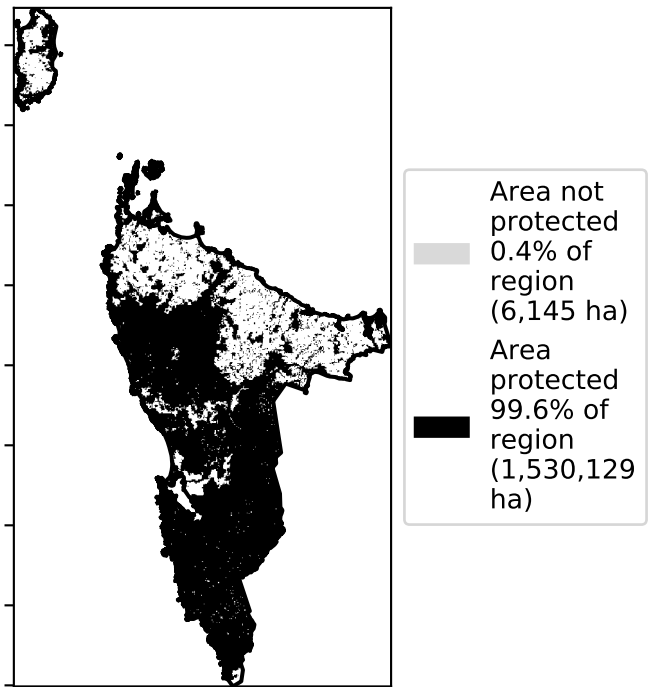 Area not
protected
0.4% of
region
(6,145 ha)
Area
protected
99.6% of
region
(1,530,129
ha)